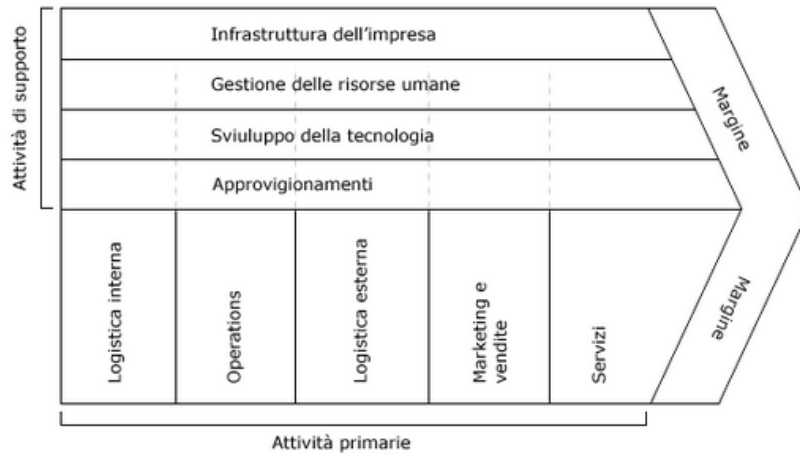 Attività di supporto
Infrastruttura dell'impresa
Gestione delle risorse umane
Sviuluppo della tecnologia
Approvigionamenti
Margine
Logistica interna
Operations
Logistica esterna
Marketing e
vendite
Servizi
Margine
Attività primarie